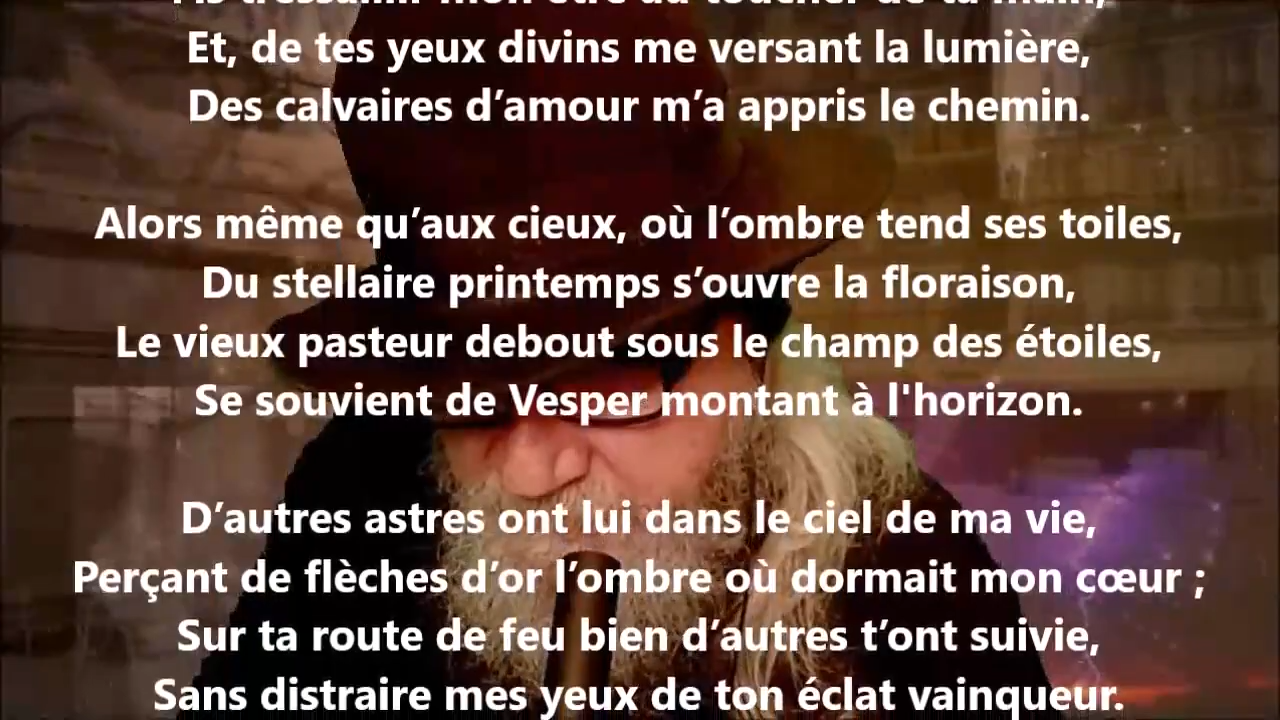 Et, de tes yeux divins me versant la lumière,
Des calvaires d’amour m’a appris le chemin.
Alors même qu’aux cieux, où l’ombre tend ses toiles,
Du stellaire printemps s’ouvre la floraison,
Le vieux pasteur debout sous le champ des étoiles,
Se souvient de Vesper montant à l'horizon.
D’autres astres ont lui dans le ciel de ma vie,
Perçant de flèches d’or l’ombre où dormait mon cœur ;
Sur ta route de feu bien d’autres t’ont suivie,
Sans distraire mes yeux de ton éclat vainqueur.